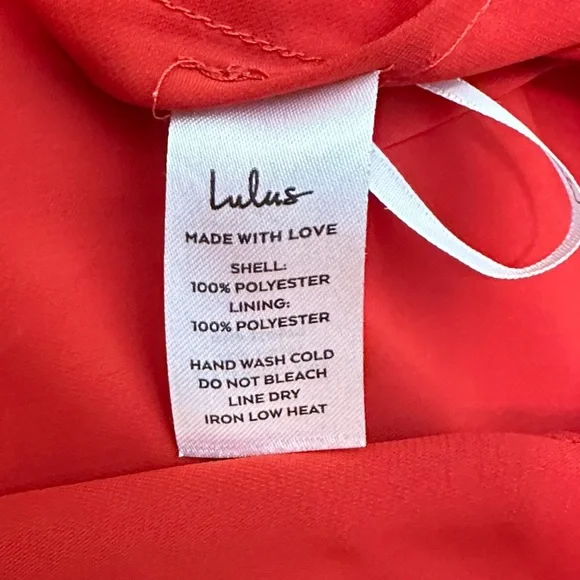 Lulus
MADE WITH LOVE
SHELL:
100% POLYESTER
LINING:
100% POLYESTER
HAND WASH COLD
DO NOT BLEACH
LINE DRY
IRON LOW HEAT